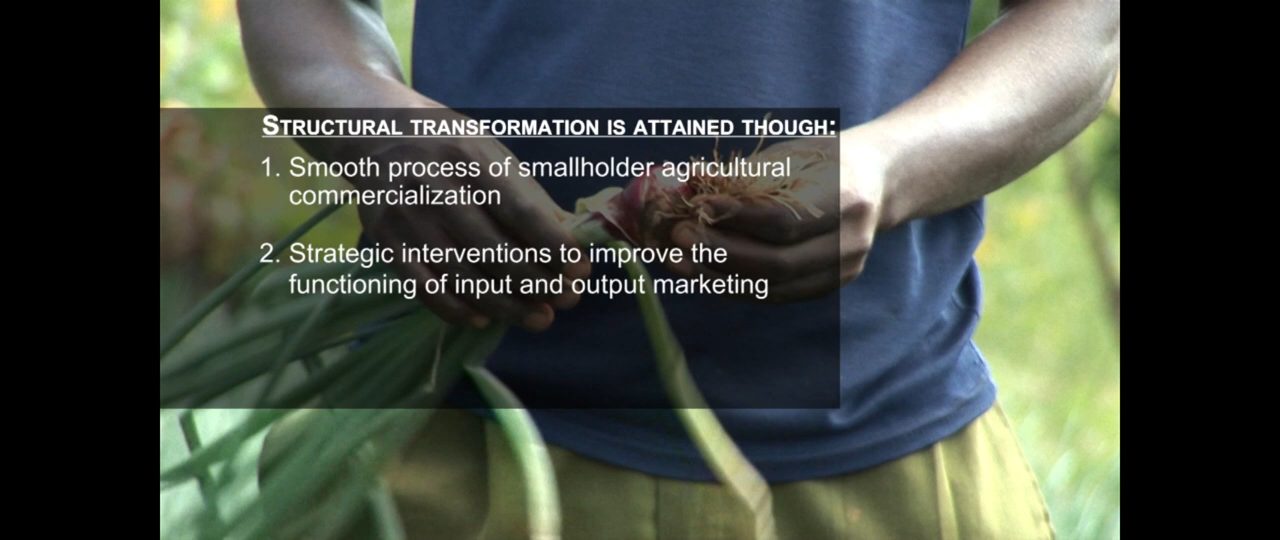 STRUCTURAL TRANSFORMATION IS ATTAINED THOUGH:
1. Smooth process of smallholder agricultural
commercialization
2. Strategic interventions to improve the
functioning of input and output marketing